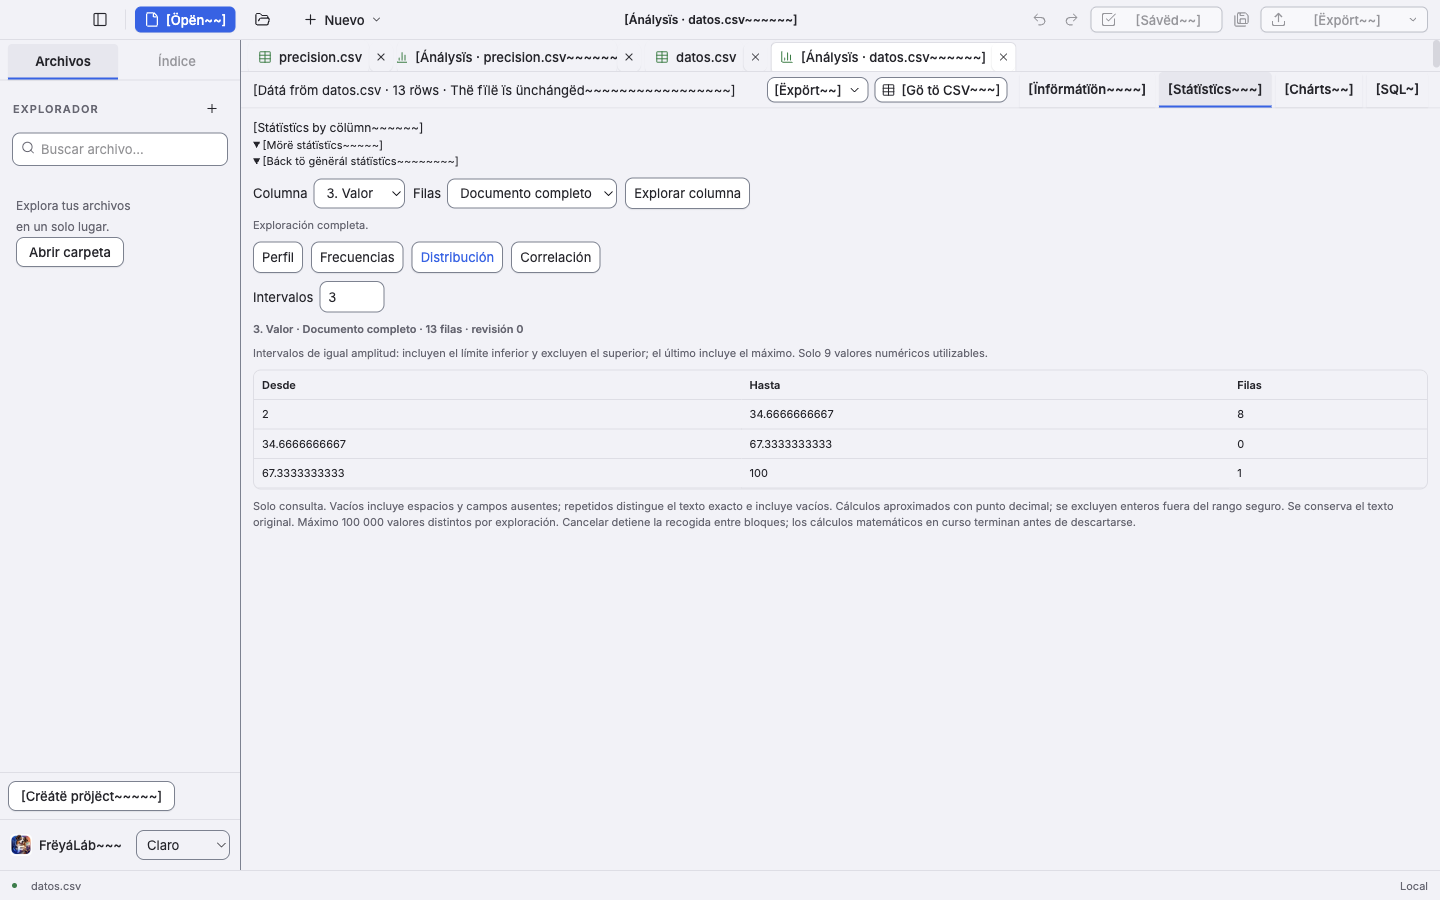 [Öpën~~]
Nuevo
[Ánálysïs · datos.csv~~~~~~]
[Sávëd~~]
[Ëxpört~~]
Archivos
Índice
EXPLORADOR
Buscar archivo...
Explora tus archivos
en un solo lugar.
Abrir carpeta
[Crëátë pröjëct~~~~~]
FrëyáLáb~~~
Claro
precision.csv
[Ánálysïs · precision.csv~~~~~~
datos.csv
[Ánálysïs · datos.csv~~~~~~]
[Dátá fröm datos.csv · 13 röws · Thë fïlë ïs ünchángëd~~~~~~~~~~~~~~~~~]
[Ëxpört~~]
[Gö tö CSV~~~]
[Ïnförmátïön~~~~]
[Státïstïcs~~~]
[Chárts~~]
[SQL~]
[Státïstïcs by cölümn~~~~~~]
[Mörë státïstïcs~~~~~]
[Báck tö gënërál státïstïcs~~~~~~~~]
Columna
3. Valor
Filas
Documento completo
Explorar columna
Exploración completa.
Perfil
Frecuencias
Distribución
Correlación
Intervalos
3
3. Valor · Documento completo · 13 filas · revisión 0
Intervalos de igual amplitud: incluyen el límite inferior y excluyen el superior; el último incluye el máximo. Solo 9 valores numéricos utilizables.
Desde Hasta Filas
2 34.6666666667 8
34.6666666667 67.3333333333 0
67.3333333333 100 1
Solo consulta. Vacíos incluye espacios y campos ausentes; repetidos distingue el texto exacto e incluye vacíos. Cálculos aproximados con punto decimal; se excluyen enteros fuera del rango seguro. Se conserva el texto
original. Máximo 100 000 valores distintos por exploración. Cancelar detiene la recogida entre bloques; los cálculos matemáticos en curso terminan antes de descartarse.
datos.csv
Local